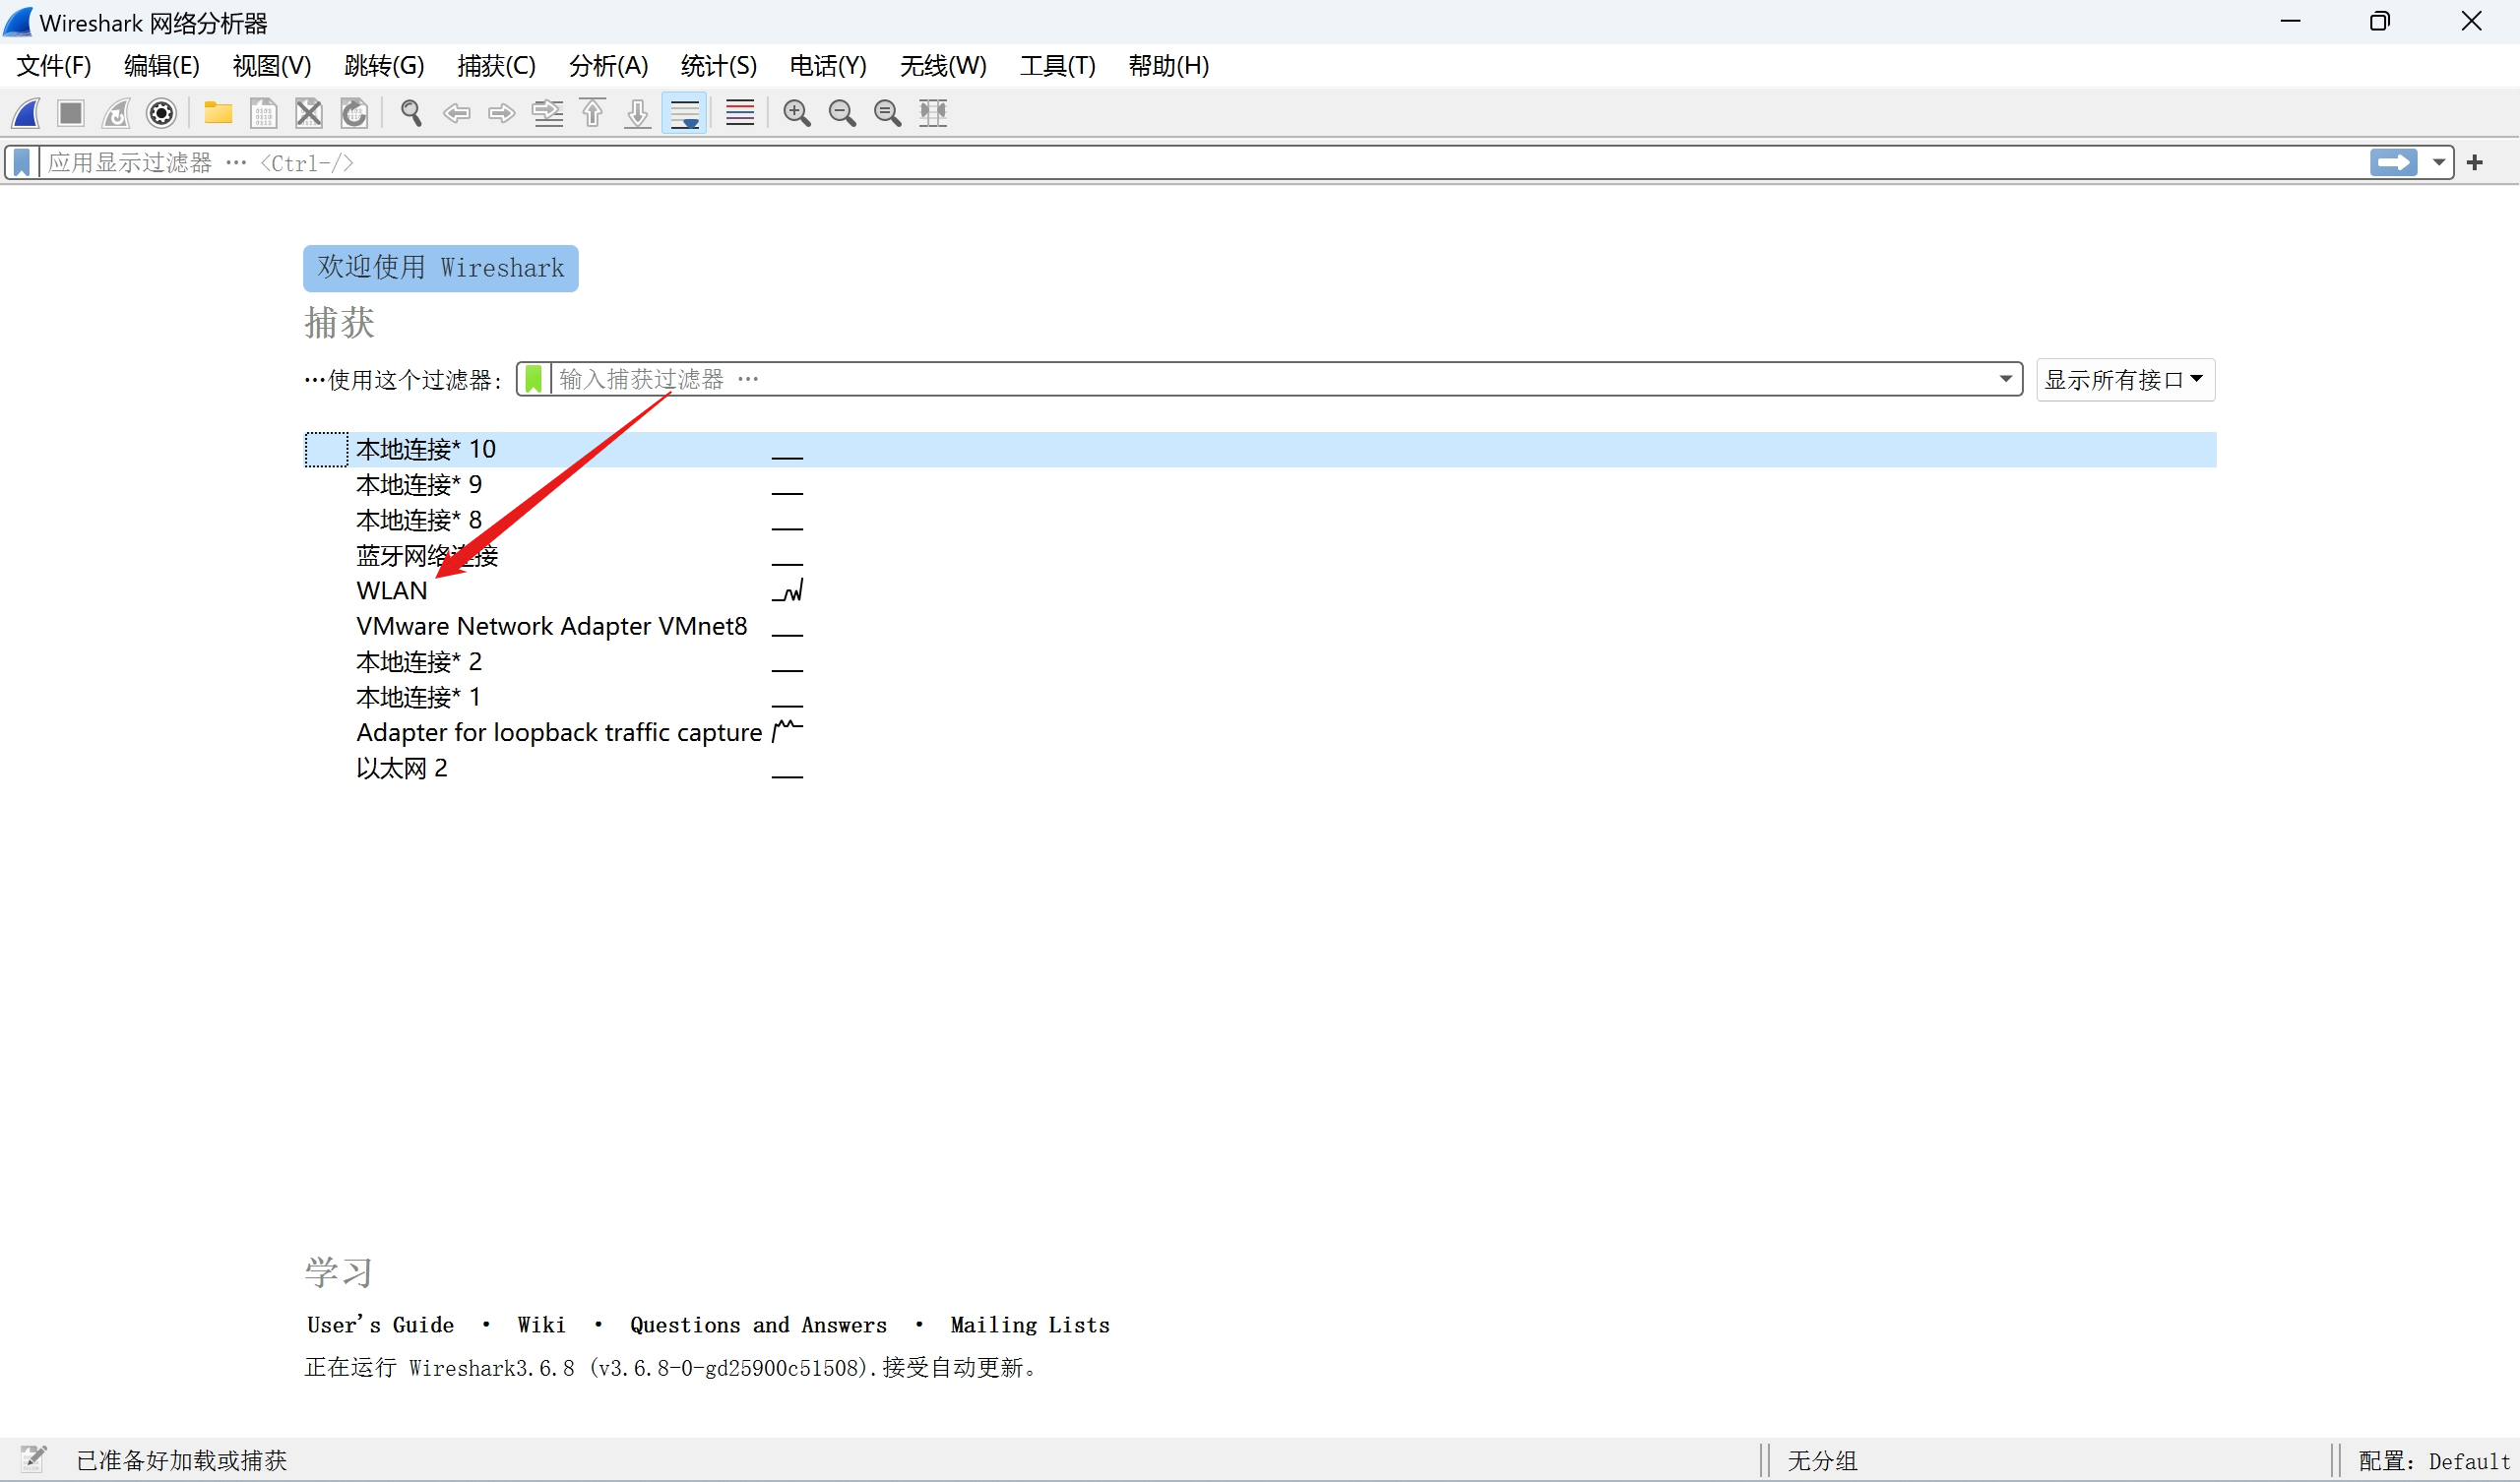 Wireshark 网络分析器
文件(F) 编辑(E) 视图(V) 跳转(G) 捕获(C) 分析(A) 统计(S) 电话(Y) 无线(W) 工具(T) 帮助(H)
应用显示过滤器 … <Ctrl-/>
欢迎使用 Wireshark
捕获
…使用这个过滤器: 输入捕获过滤器 … 显示所有接口
本地连接* 10
本地连接* 9
本地连接* 8
蓝牙网络连接
WLAN
VMware Network Adapter VMnet8
本地连接* 2
本地连接* 1
Adapter for loopback traffic capture
以太网 2
学习
User's Guide • Wiki • Questions and Answers • Mailing Lists
正在运行 Wireshark3.6.8 (v3.6.8-0-gd25900c51508).接受自动更新。
已准备好加载或捕获 无分组 配置: Default